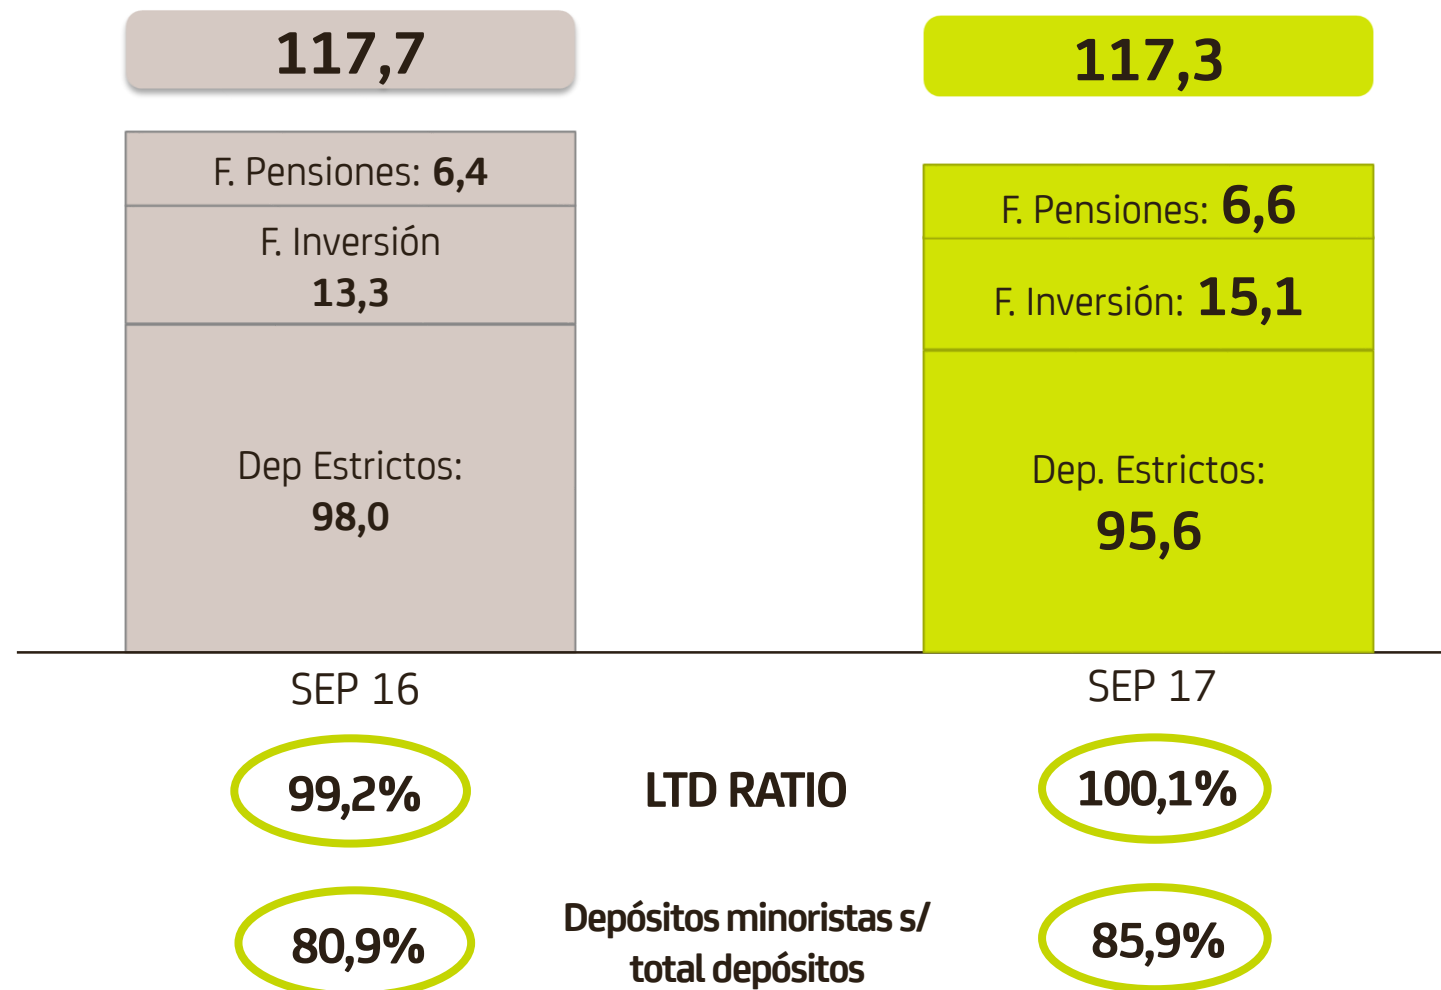 117,7
F. Pensiones: 6,4
F. Inversión
13,3
Dep Estrictos:
98,0
SEP 16
117,3
F. Pensiones: 6,6
F. Inversión: 15,1
Dep. Estrictos:
95,6
SEP 17
99,2%
LTD RATIO
100,1%
80,9%
Depósitos minoristas s/
total depósitos
85,9%